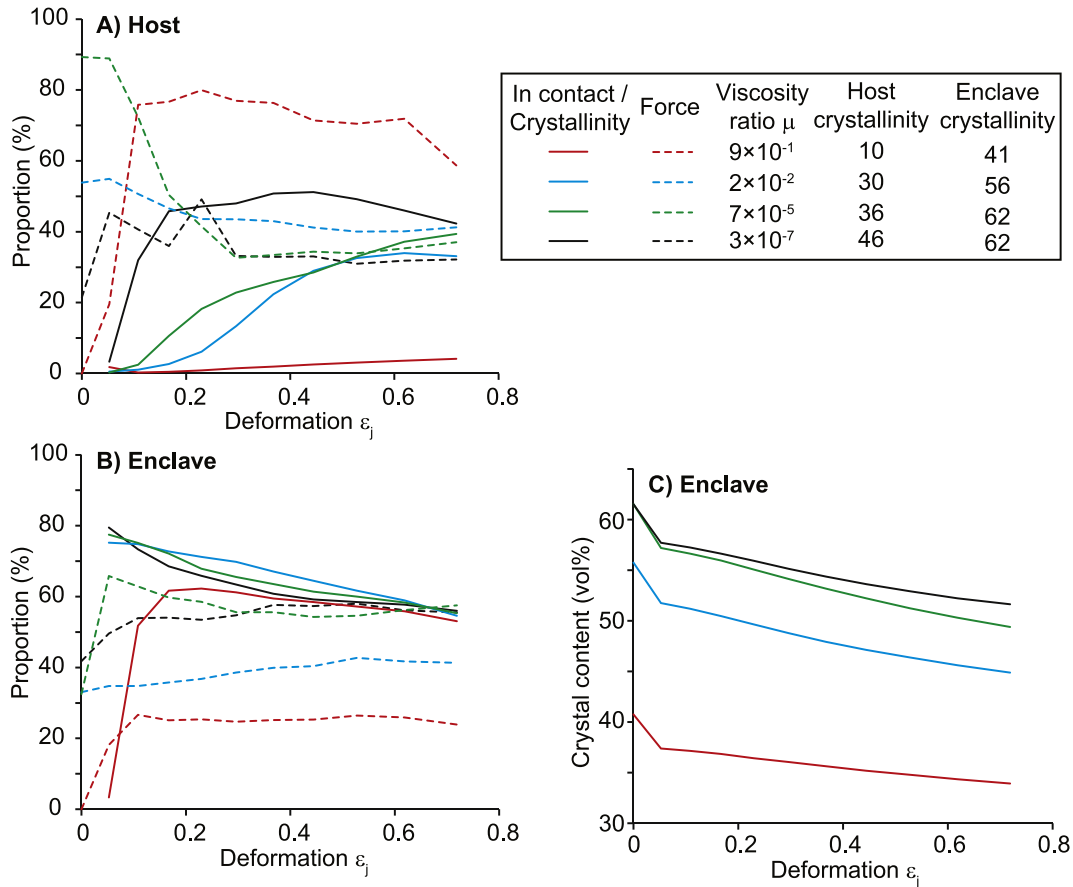 A) Host
100
80
60
40
20
0
Proportion (%)
0 0.2 0.4 0.6 0.8
Deformation εj
In contact / Crystallinity Force Viscosity ratio μ Host crystallinity Enclave crystallinity
9×10-1 10 41
2×10-2 30 56
7×10-5 36 62
3×10-7 46 62
B) Enclave
100
80
60
40
20
0
Proportion (%)
0 0.2 0.4 0.6 0.8
Deformation εj
C) Enclave
60
50
40
30
Crystal content (vol%)
0 0.2 0.4 0.6 0.8
Deformation εj